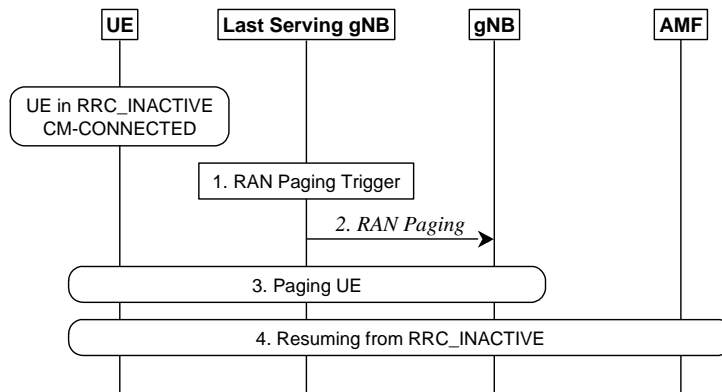 UE
Last Serving gNB
gNB
AMF
UE in RRC_INACTIVE
CM-CONNECTED
1. RAN Paging Trigger
2. RAN Paging
3. Paging UE
4. Resuming from RRC_INACTIVE